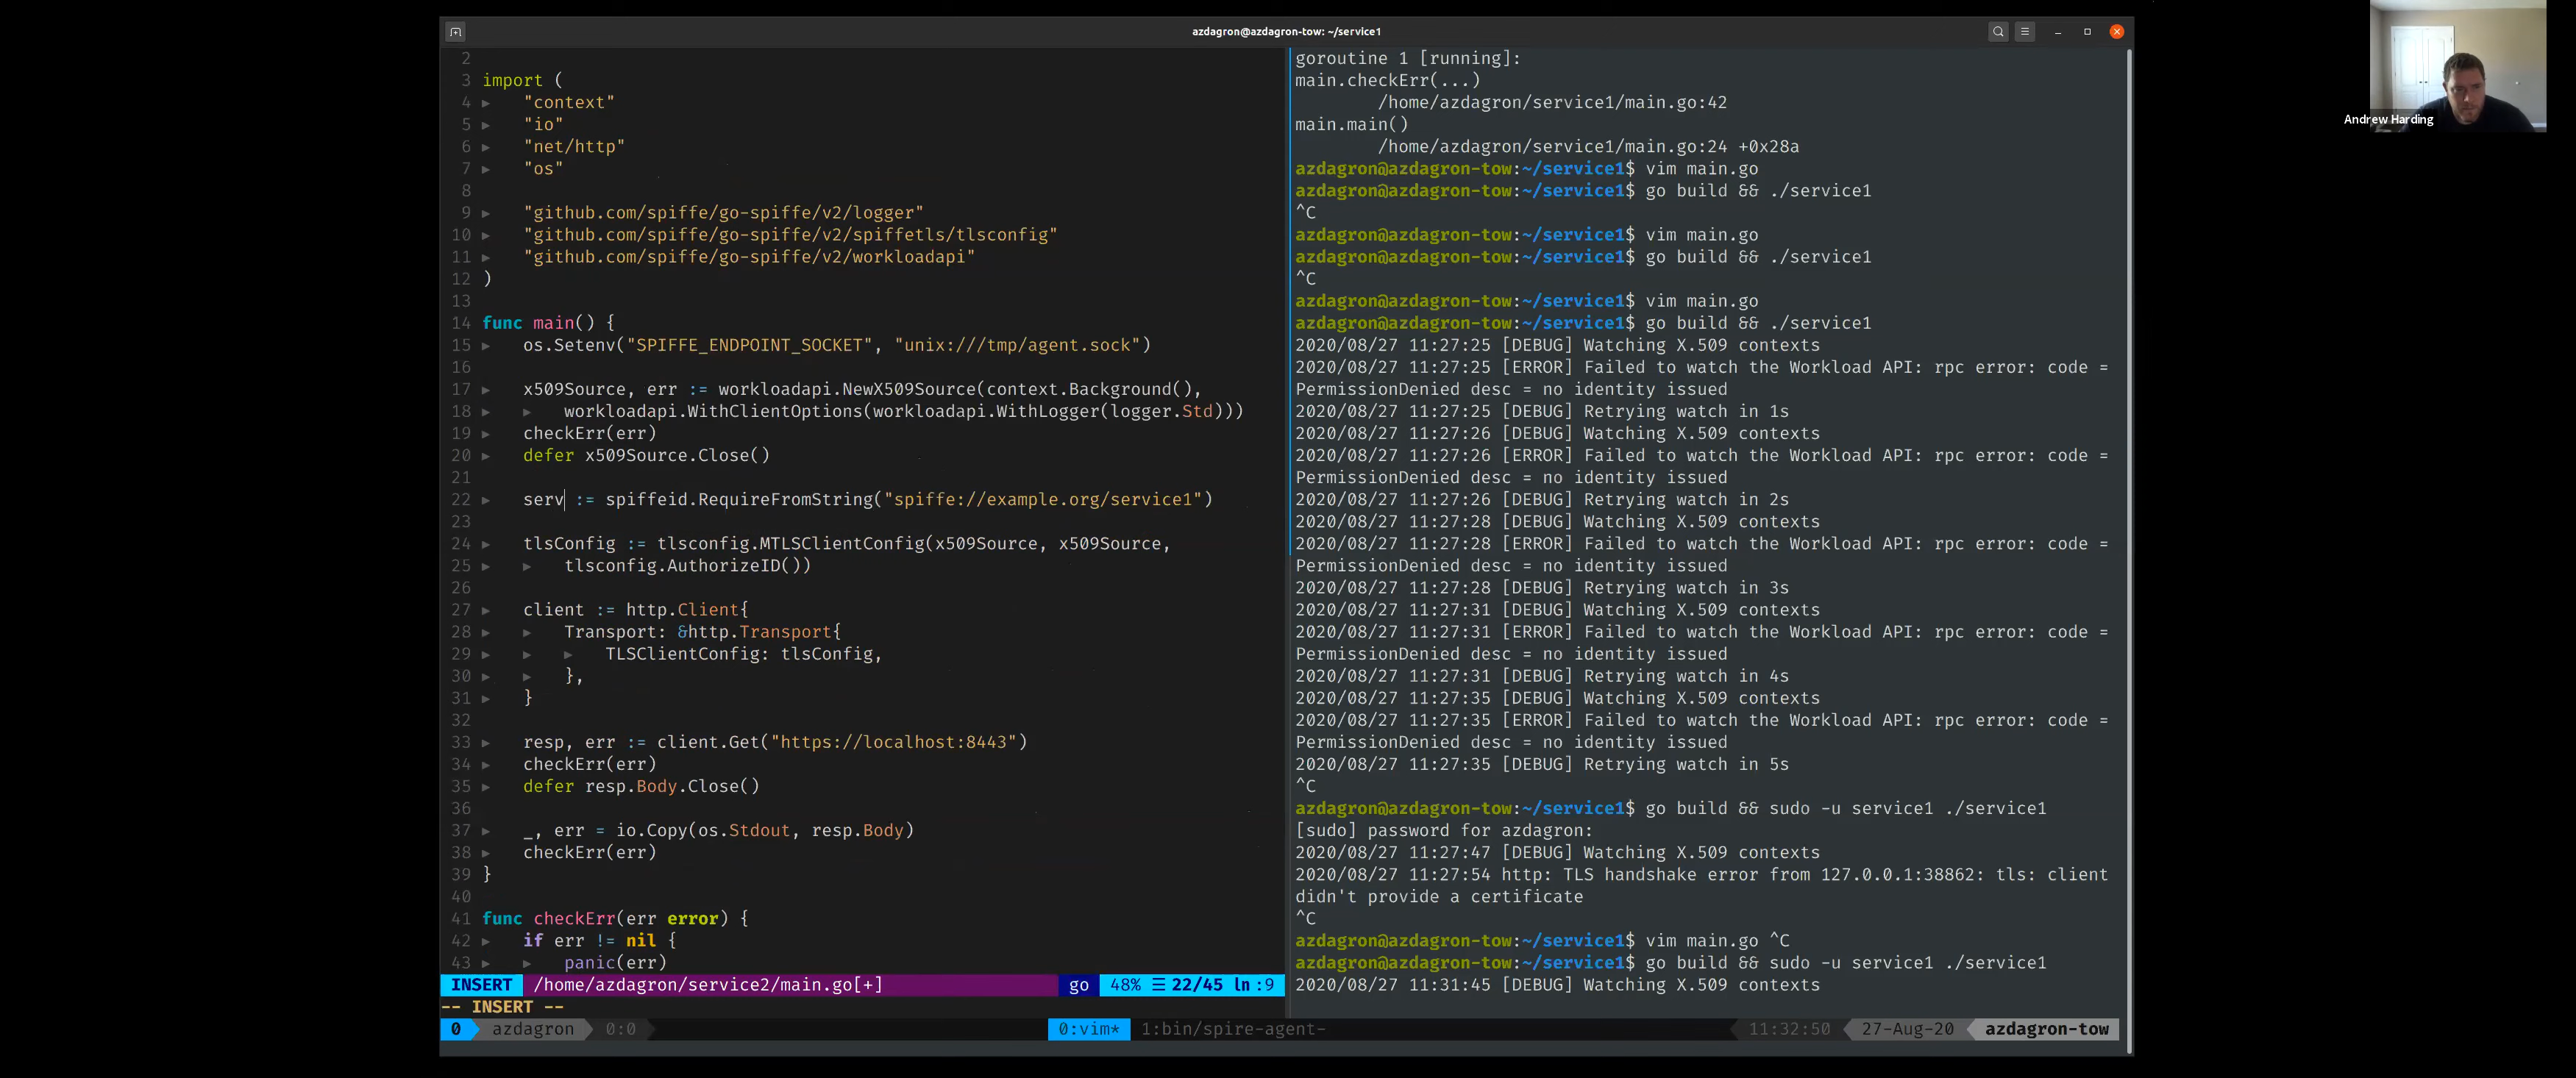 azdagron@azdagron-tow: ~/service1
2
3 import (
4 "context"
5 "io"
6 "net/http"
7 "os"
8
9 "github.com/spiffe/go-spiffe/v2/logger"
10 "github.com/spiffe/go-spiffe/v2/spiffetls/tlsconfig"
11 "github.com/spiffe/go-spiffe/v2/workloadapi"
12 )
13
14 func main() {
15 os.Setenv("SPIFFE_ENDPOINT_SOCKET", "unix:///tmp/agent.sock")
16
17 x509Source, err := workloadapi.NewX509Source(context.Background(),
18 workloadapi.WithClientOptions(workloadapi.WithLogger(logger.Std)))
19 checkErr(err)
20 defer x509Source.Close()
21
22 serv := spiffeid.RequireFromString("spiffe://example.org/service1")
23
24 tlsConfig := tlsconfig.MTLSClientConfig(x509Source, x509Source,
25 tlsconfig.AuthorizeID())
26
27 client := http.Client{
28 Transport: &http.Transport{
29 TLSClientConfig: tlsConfig,
30 },
31 }
32
33 resp, err := client.Get("https://localhost:8443")
34 checkErr(err)
35 defer resp.Body.Close()
36
37 _, err = io.Copy(os.Stdout, resp.Body)
38 checkErr(err)
39 }
40
41 func checkErr(err error) {
42 if err != nil {
43 panic(err)
INSERT /home/azdagron/service2/main.go[+] go 48% ☰ 22/45 ln :9
-- INSERT --
goroutine 1 [running]:
main.checkErr(...)
/home/azdagron/service1/main.go:42
main.main()
/home/azdagron/service1/main.go:24 +0x28a
azdagron@azdagron-tow:~/service1$ vim main.go
azdagron@azdagron-tow:~/service1$ go build && ./service1
^C
azdagron@azdagron-tow:~/service1$ vim main.go
azdagron@azdagron-tow:~/service1$ go build && ./service1
^C
azdagron@azdagron-tow:~/service1$ vim main.go
azdagron@azdagron-tow:~/service1$ go build && ./service1
2020/08/27 11:27:25 [DEBUG] Watching X.509 contexts
2020/08/27 11:27:25 [ERROR] Failed to watch the Workload API: rpc error: code =
PermissionDenied desc = no identity issued
2020/08/27 11:27:25 [DEBUG] Retrying watch in 1s
2020/08/27 11:27:26 [DEBUG] Watching X.509 contexts
2020/08/27 11:27:26 [ERROR] Failed to watch the Workload API: rpc error: code =
PermissionDenied desc = no identity issued
2020/08/27 11:27:26 [DEBUG] Retrying watch in 2s
2020/08/27 11:27:28 [DEBUG] Watching X.509 contexts
2020/08/27 11:27:28 [ERROR] Failed to watch the Workload API: rpc error: code =
PermissionDenied desc = no identity issued
2020/08/27 11:27:28 [DEBUG] Retrying watch in 3s
2020/08/27 11:27:31 [DEBUG] Watching X.509 contexts
2020/08/27 11:27:31 [ERROR] Failed to watch the Workload API: rpc error: code =
PermissionDenied desc = no identity issued
2020/08/27 11:27:31 [DEBUG] Retrying watch in 4s
2020/08/27 11:27:35 [DEBUG] Watching X.509 contexts
2020/08/27 11:27:35 [ERROR] Failed to watch the Workload API: rpc error: code =
PermissionDenied desc = no identity issued
2020/08/27 11:27:35 [DEBUG] Retrying watch in 5s
^C
azdagron@azdagron-tow:~/service1$ go build && sudo -u service1 ./service1
[sudo] password for azdagron:
2020/08/27 11:27:47 [DEBUG] Watching X.509 contexts
2020/08/27 11:27:54 http: TLS handshake error from 127.0.0.1:38862: tls: client
didn't provide a certificate
^C
azdagron@azdagron-tow:~/service1$ vim main.go ^C
azdagron@azdagron-tow:~/service1$ go build && sudo -u service1 ./service1
2020/08/27 11:31:45 [DEBUG] Watching X.509 contexts
0 azdagron 0:0 0:vim* 1:bin/spire-agent- 11:32:50 27-Aug-20 azdagron-tow
Andrew Harding